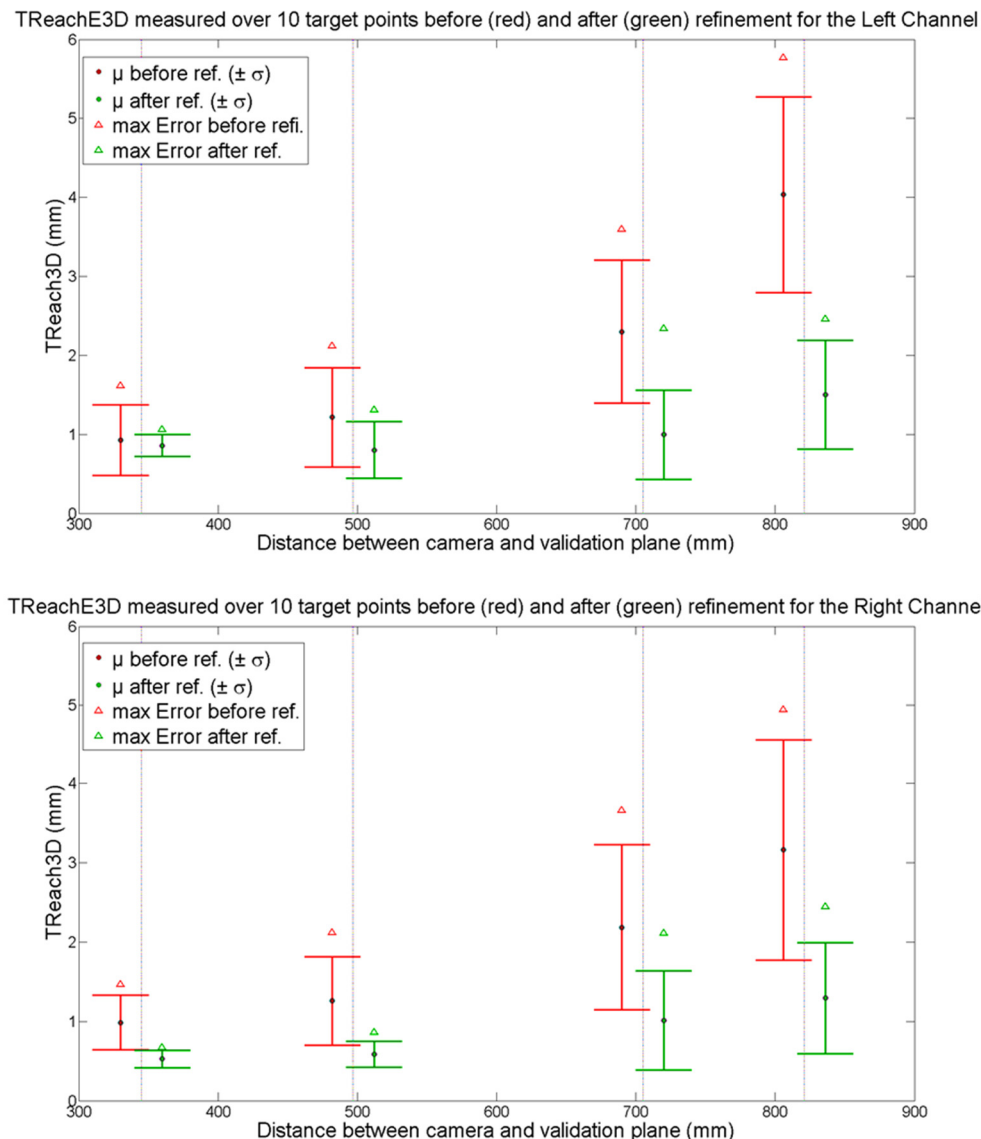 TReachE3D measured over 10 target points before (red) and after (green) refinement for the Left Channel
6
μ before ref. (± σ)
μ after ref. (± σ)
max Error before refi.
max Error after ref.
5
4
3
2
1
0
TReach3D (mm)
300 400 500 600 700 800 900
Distance between camera and validation plane (mm)
TReachE3D measured over 10 target points before (red) and after (green) refinement for the Right Channe
6
μ before ref. (± σ)
μ after ref. (± σ)
max Error before ref.
max Error after ref.
5
4
3
2
1
0
TReach3D (mm)
300 400 500 600 700 800 900
Distance between camera and validation plane (mm)